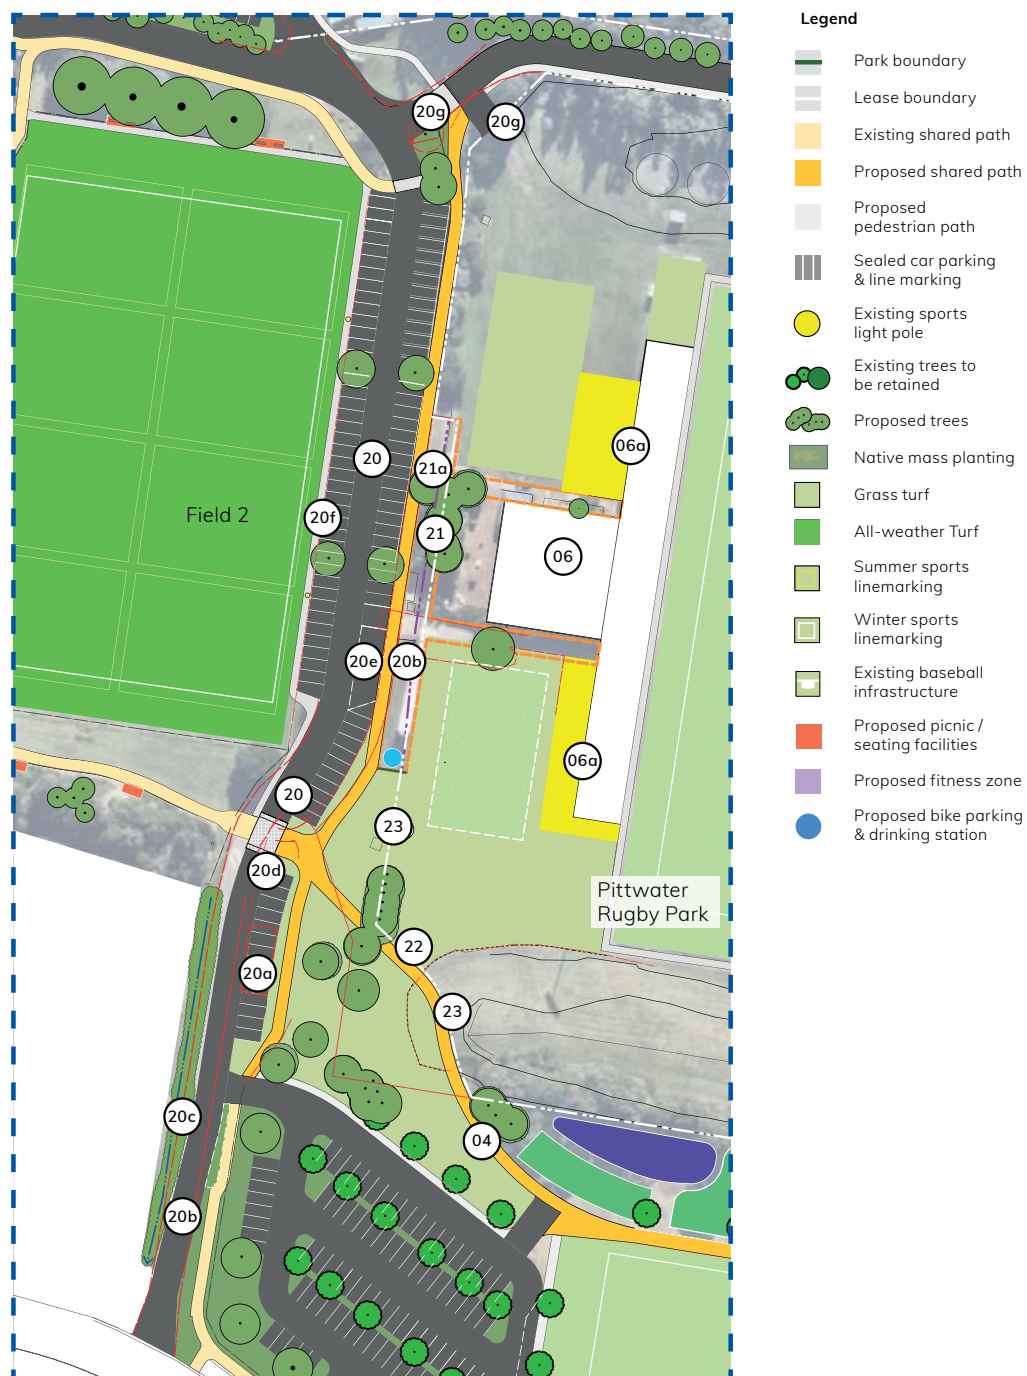 Legend
Park boundary
Lease boundary
Existing shared path
Proposed shared path
Proposed
pedestrian path
Sealed car parking
& line marking
Existing sports
light pole
Existing trees to
be retained
Proposed trees
Native mass planting
Grass turf
All-weather Turf
Summer sports
linemarking
Winter sports
linemarking
Existing baseball
infrastructure
Proposed picnic /
seating facilities
Proposed fitness zone
Proposed bike parking
& drinking station
20g
20g
06a
20
21a
Field 2
20f
21
06
20e
20b
06a
20
23
20d
Pittwater
Rugby Park
22
20a
23
20c
04
20b